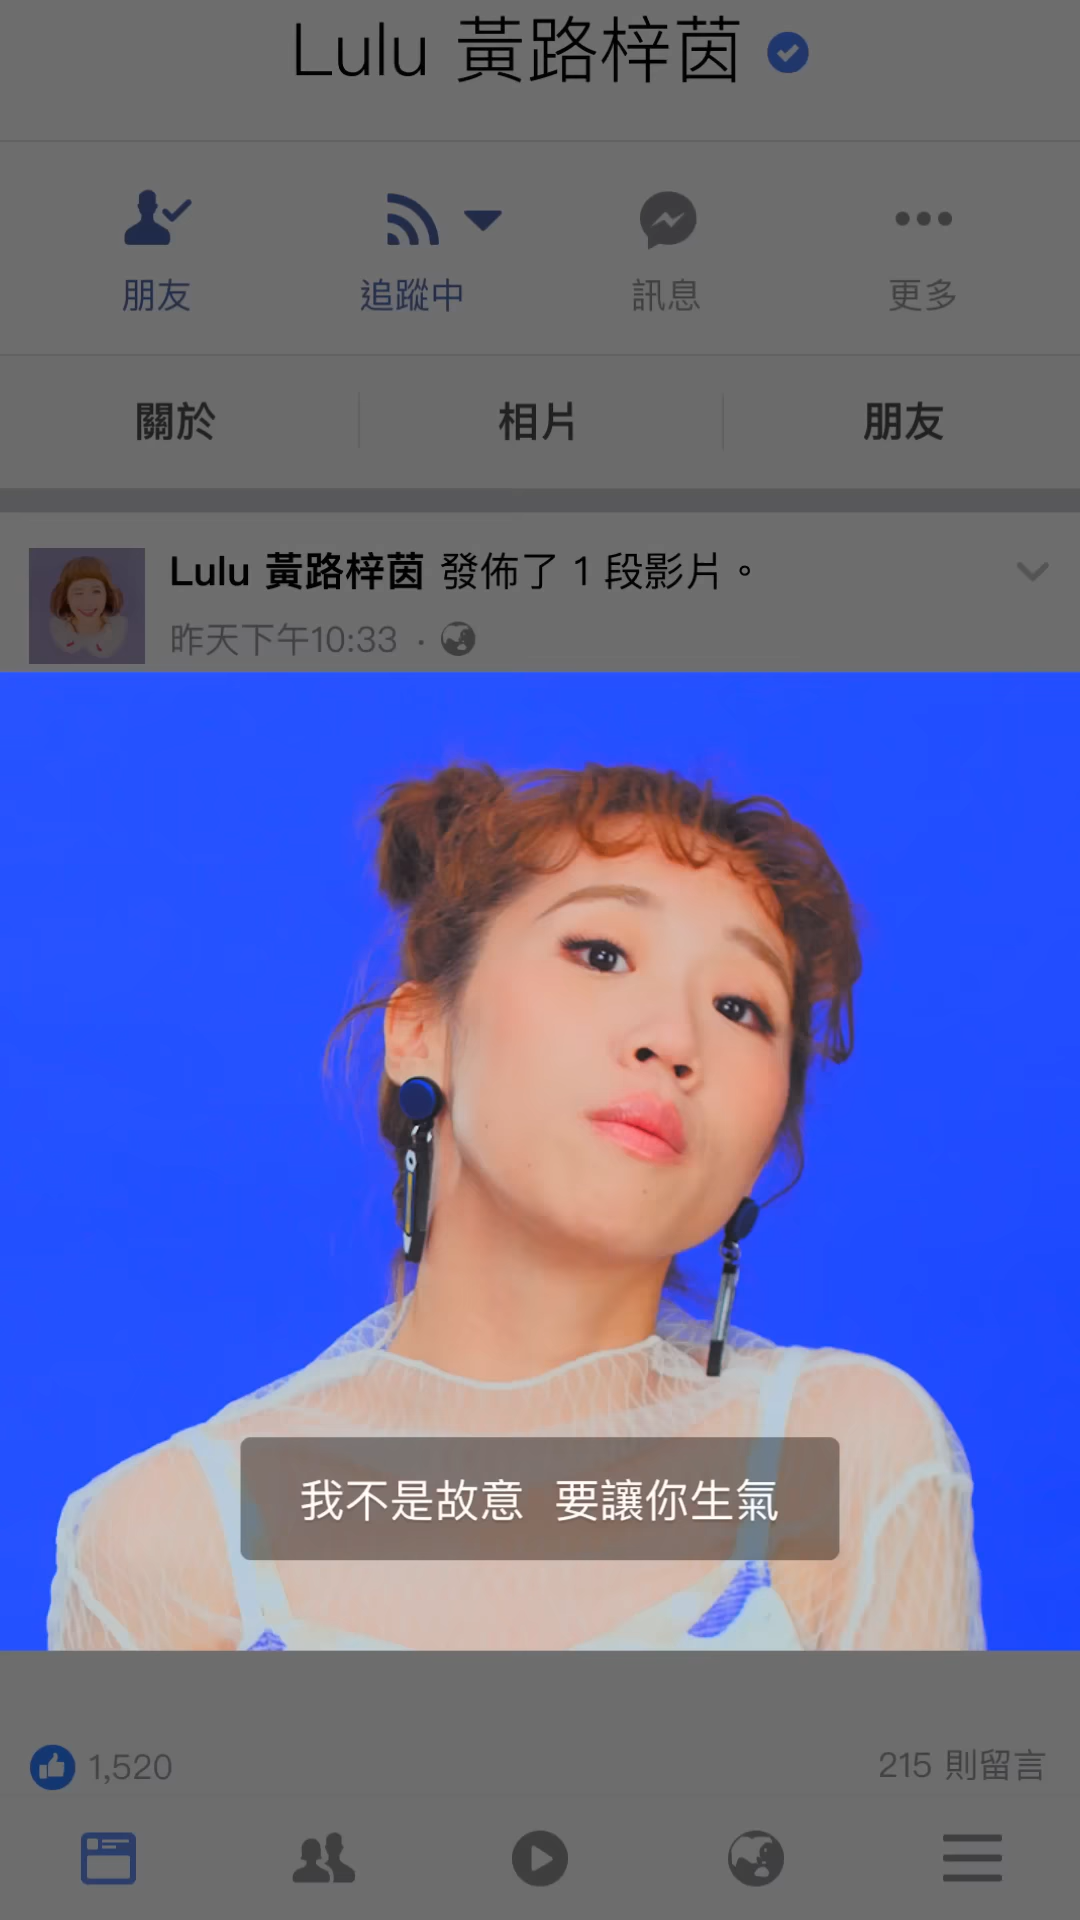 Lulu 黃路梓茵
朋友 追蹤中 訊息 更多
關於 相片 朋友
Lulu 黃路梓茵 發佈了 1 段影片。
昨天下午10:33 ·
我不是故意 要讓你生氣
1,520 215 則留言